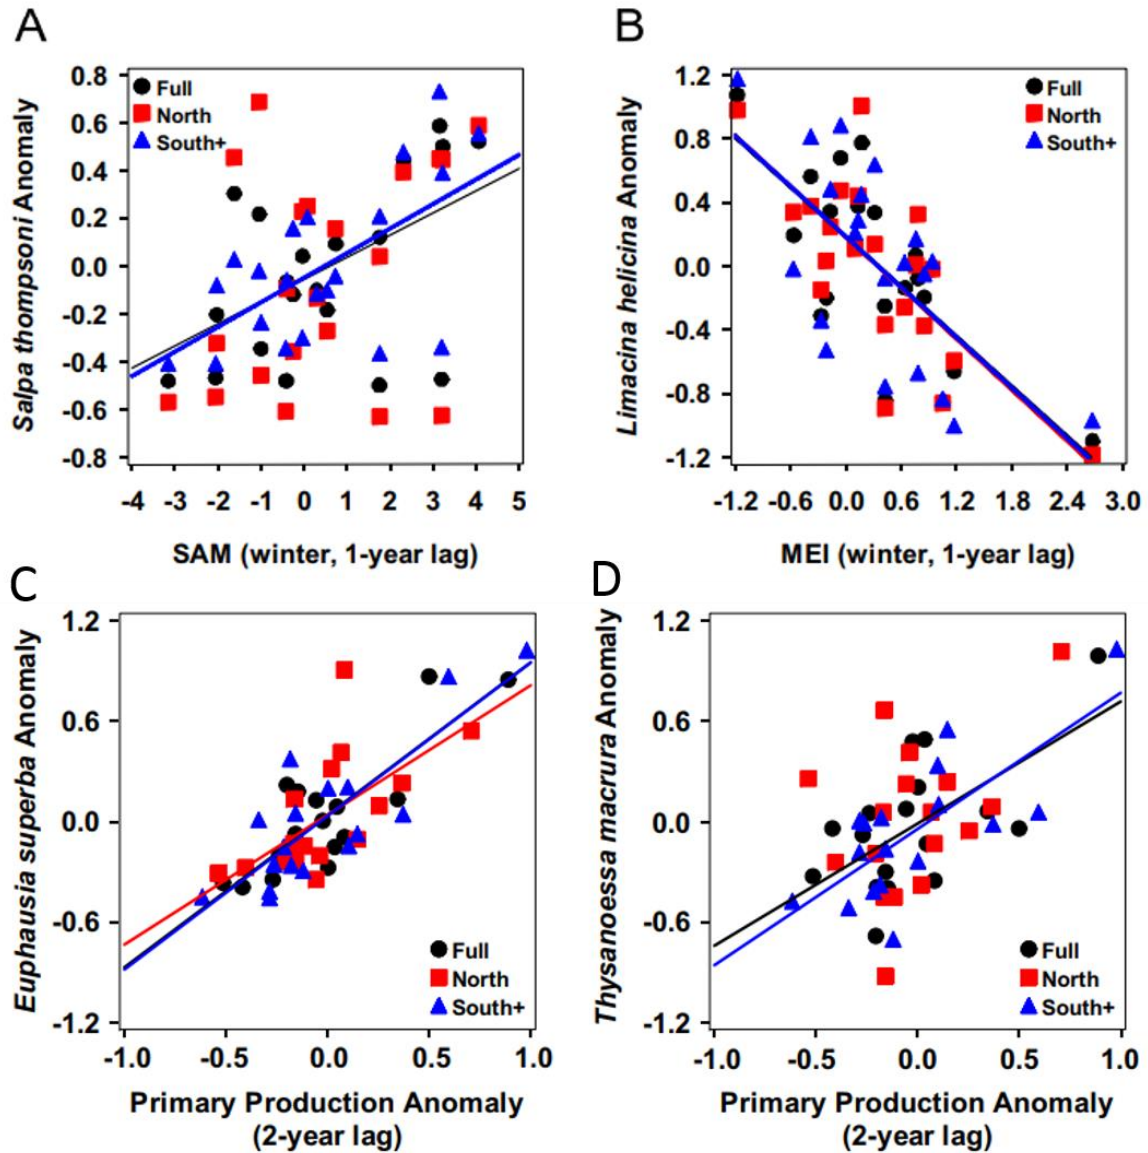 A
B
Salpa thompsoni Anomaly
0.8
0.6
0.4
0.2
0.0
-0.2
-0.4
-0.6
-0.8
Full
North
South+
-4 -3 -2 -1 0 1 2 3 4 5
SAM (winter, 1-year lag)
Limacina helicina Anomaly
1.2
0.8
0.4
0.0
-0.4
-0.8
-1.2
Full
North
South+
-1.2 -0.6 0.0 0.6 1.2 1.8 2.4 3.0
MEI (winter, 1-year lag)
C
D
Euphausia superba Anomaly
1.2
0.6
0.0
-0.6
-1.2
Full
North
South+
-1.0 -0.5 0.0 0.5 1.0
Primary Production Anomaly
(2-year lag)
Thysanoessa macrura Anomaly
1.2
0.6
0.0
-0.6
-1.2
Full
North
South+
-1.0 -0.5 0.0 0.5 1.0
Primary Production Anomaly
(2-year lag)